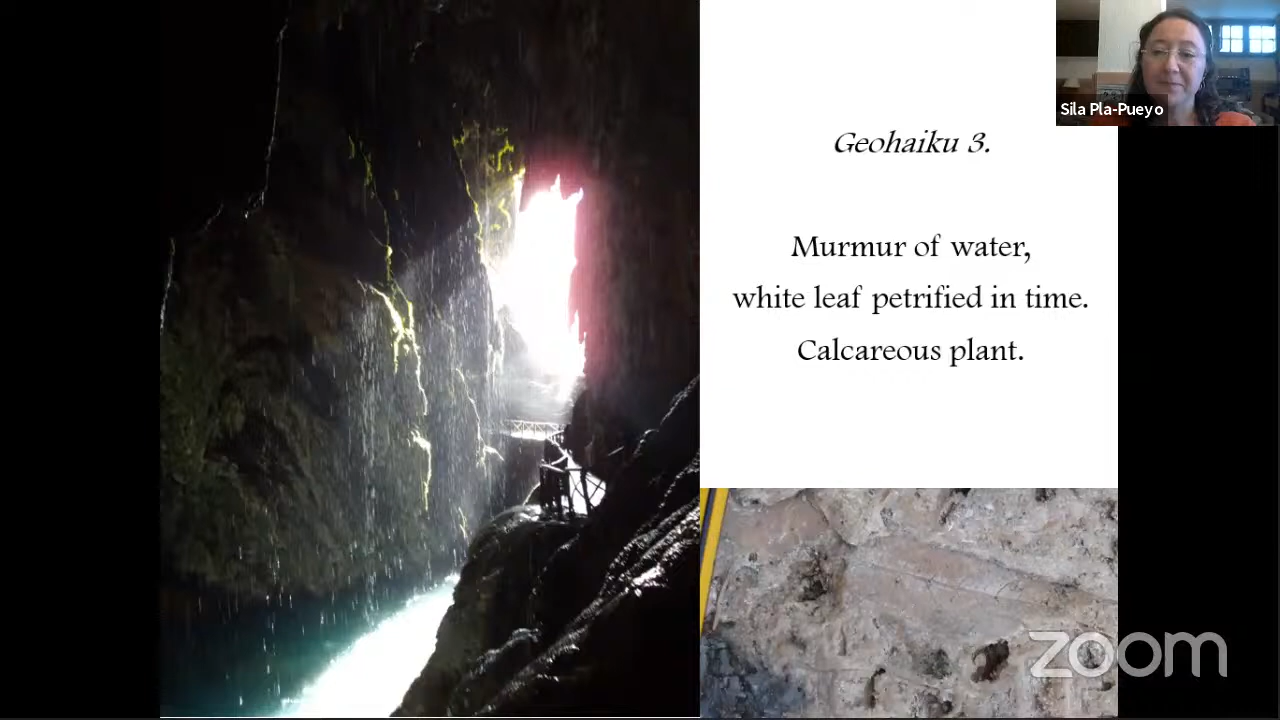 Sila Pla-Pueyo
Geohaiku 3.
Murmur of water,
white leaf petrified in time.
Calcareous plant.
zoom